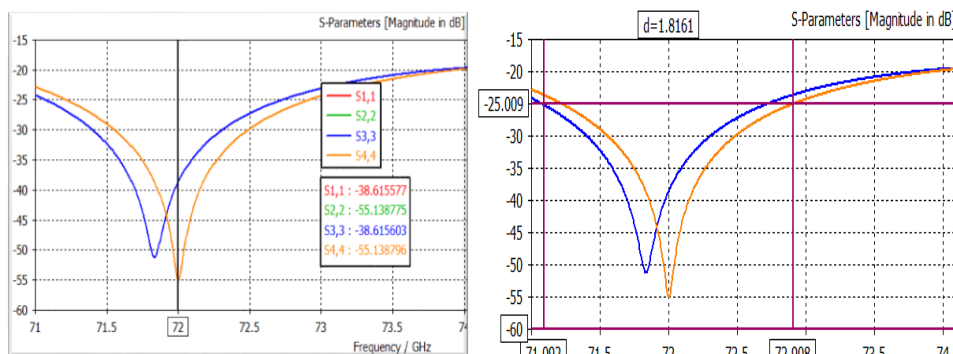 S-Parameters [Magnitude in dB]
-15
-20
-25
-30
-35
-40
-45
-50
-55
-60
S1,1
S2,2
S3,3
S4,4
S1,1 : -38.615577
S2,2 : -55.138775
S3,3 : -38.615603
S4,4 : -55.138796
71 71.5 72 72.5 73 73.5 74
Frequency / GHz
S-Parameters [Magnitude in dB]
d=1.8161
-15
-20
-25.009
-30
-35
-40
-45
-50
-55
-60
71.5 72 72.5 73.5 74